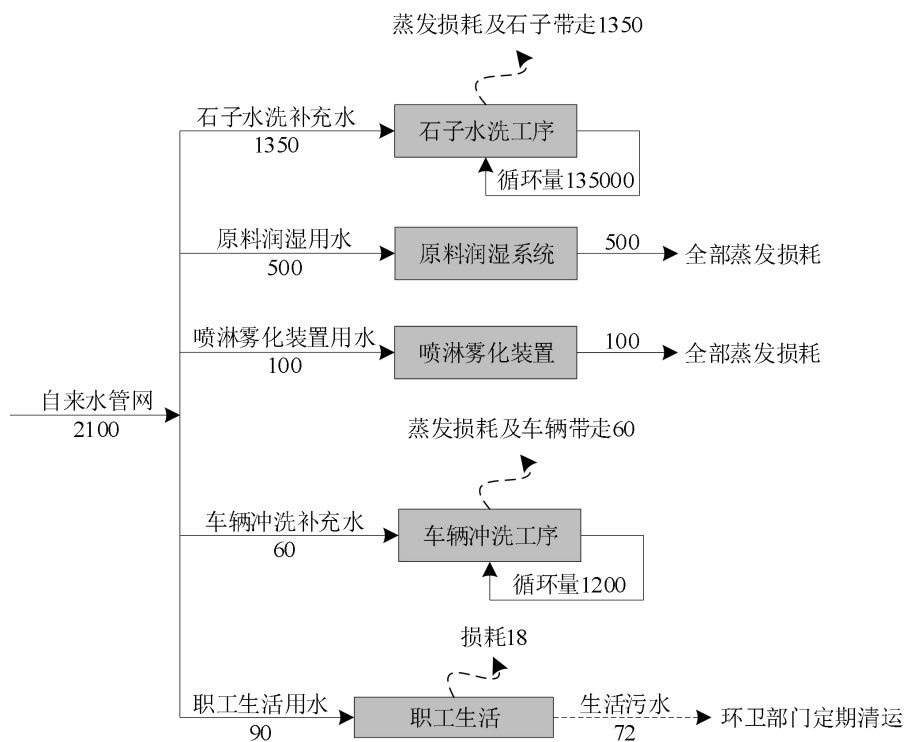 蒸发损耗及石子带走1350
石子水洗补充水
1350
石子水洗工序
循环量135000
原料润湿用水
500
原料润湿系统
500
全部蒸发损耗
喷淋雾化装置用水
100
喷淋雾化装置
100
全部蒸发损耗
自来水管网
2100
蒸发损耗及车辆带走60
车辆冲洗补充水
60
车辆冲洗工序
循环量1200
损耗18
职工生活用水
90
职工生活
生活污水
72
环卫部门定期清运